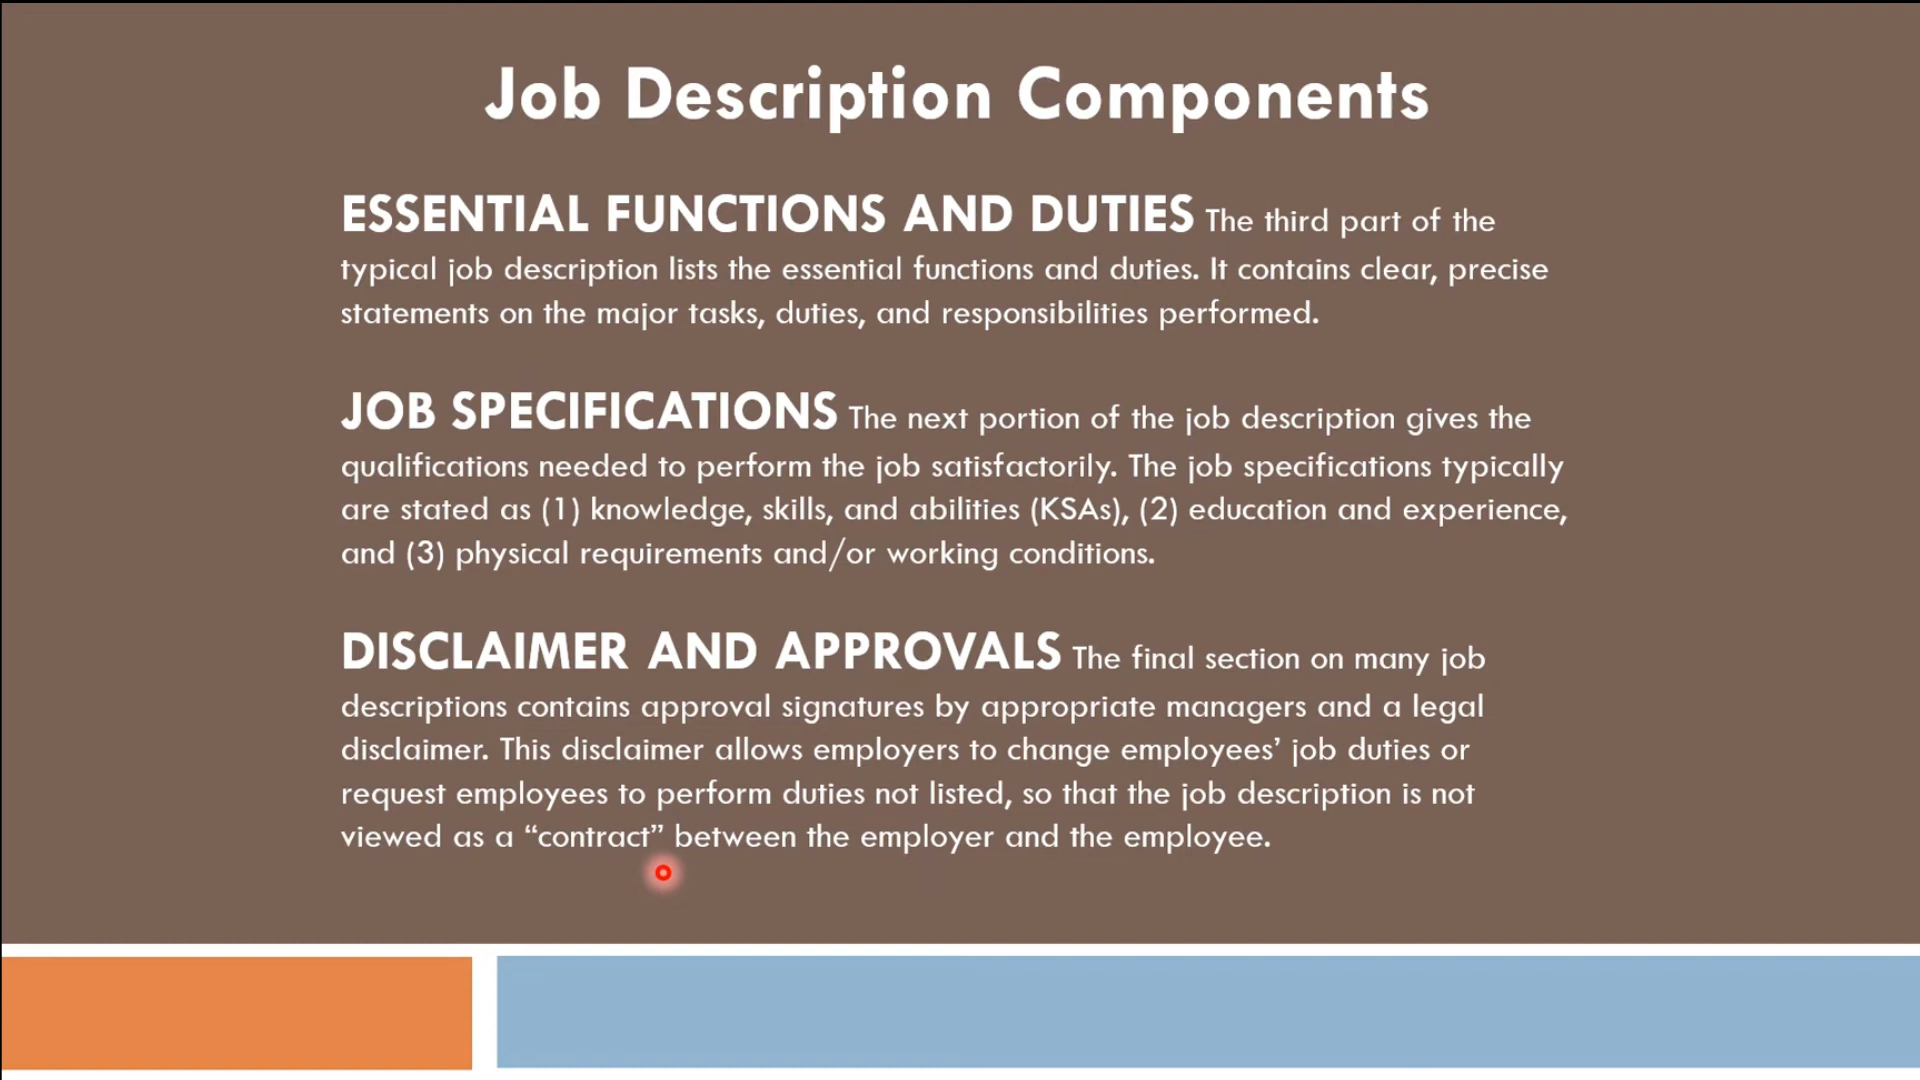 Job Description Components
ESSENTIAL FUNCTIONS AND DUTIES The third part of the
typical job description lists the essential functions and duties. It contains clear, precise
statements on the major tasks, duties, and responsibilities performed.
JOB SPECIFICATIONS The next portion of the job description gives the
qualifications needed to perform the job satisfactorily. The job specifications typically
are stated as (1) knowledge, skills, and abilities (KSAs), (2) education and experience,
and (3) physical requirements and/or working conditions.
DISCLAIMER AND APPROVALS The final section on many job
descriptions contains approval signatures by appropriate managers and a legal
disclaimer. This disclaimer allows employers to change employees’ job duties or
request employees to perform duties not listed, so that the job description is not
viewed as a “contract” between the employer and the employee.